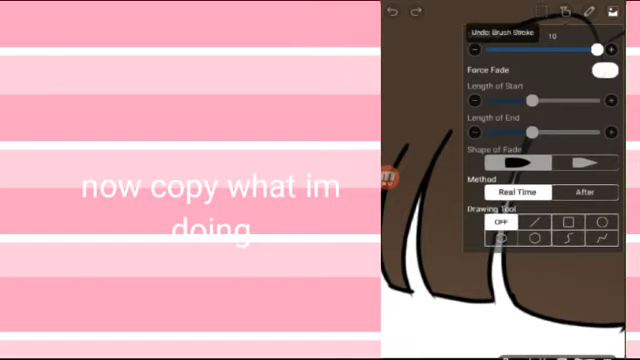 Undo Brush Stroke
10
Force Fade
Length of Start
Length of End
Shape of Fade
Method
Real Time After
Drawing Tool
OFF
now copy what im
doing